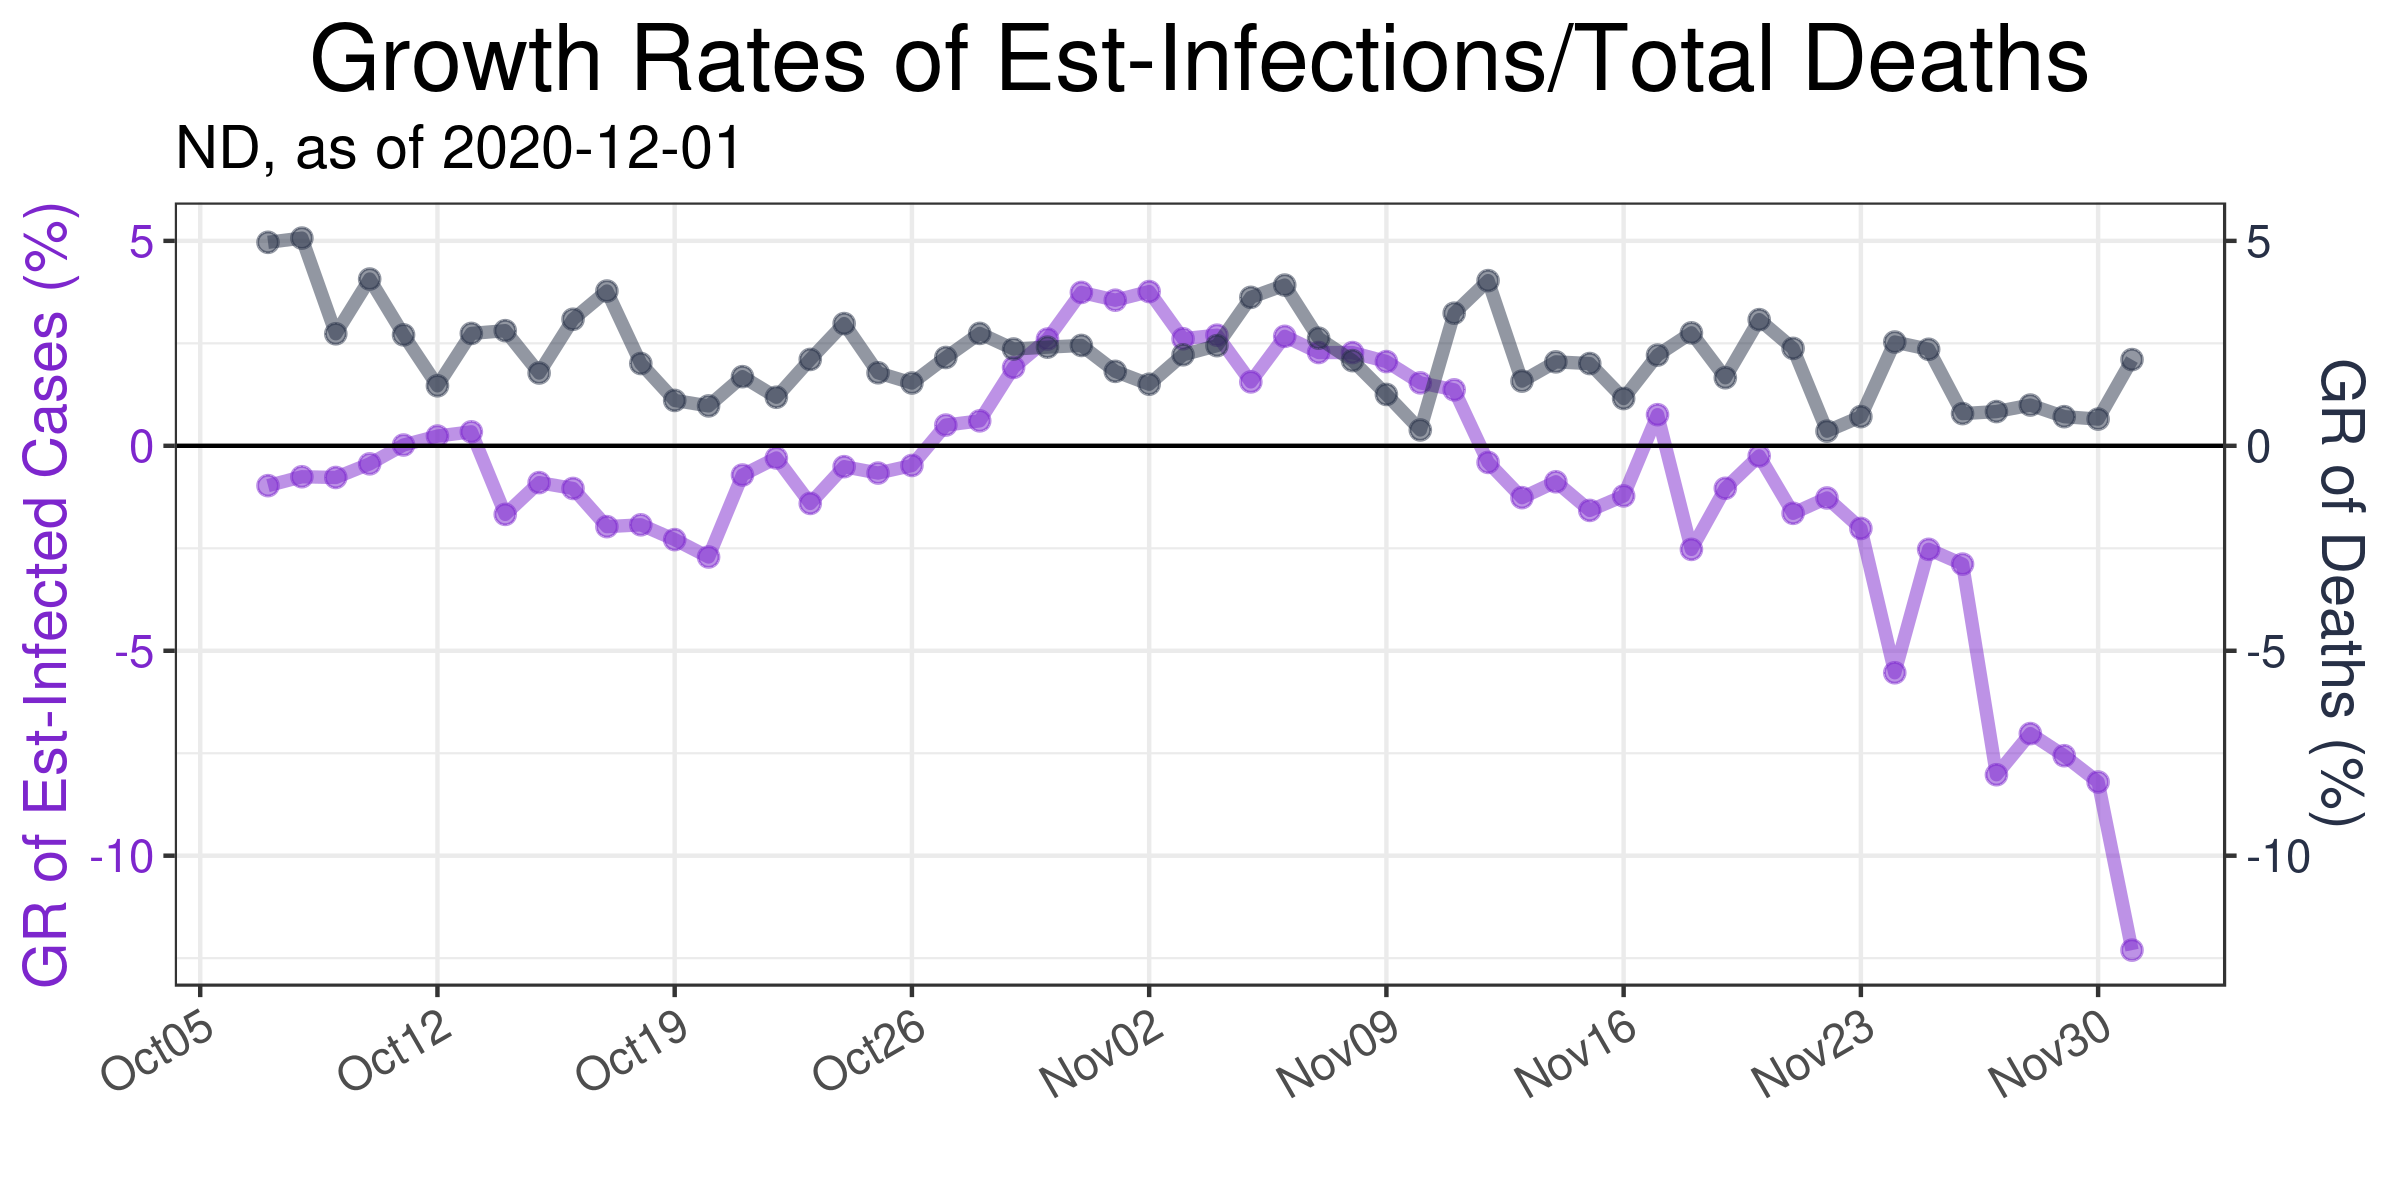 Growth Rates of Est-Infections/Total Deaths
ND, as of 2020-12-01
GR of Est-Infected Cases (%)
5
0
-5
-10
5
0
-5
-10
GR of Deaths (%)
Oct05
Oct12
Oct19
Oct26
Nov02
Nov09
Nov16
Nov23
Nov30